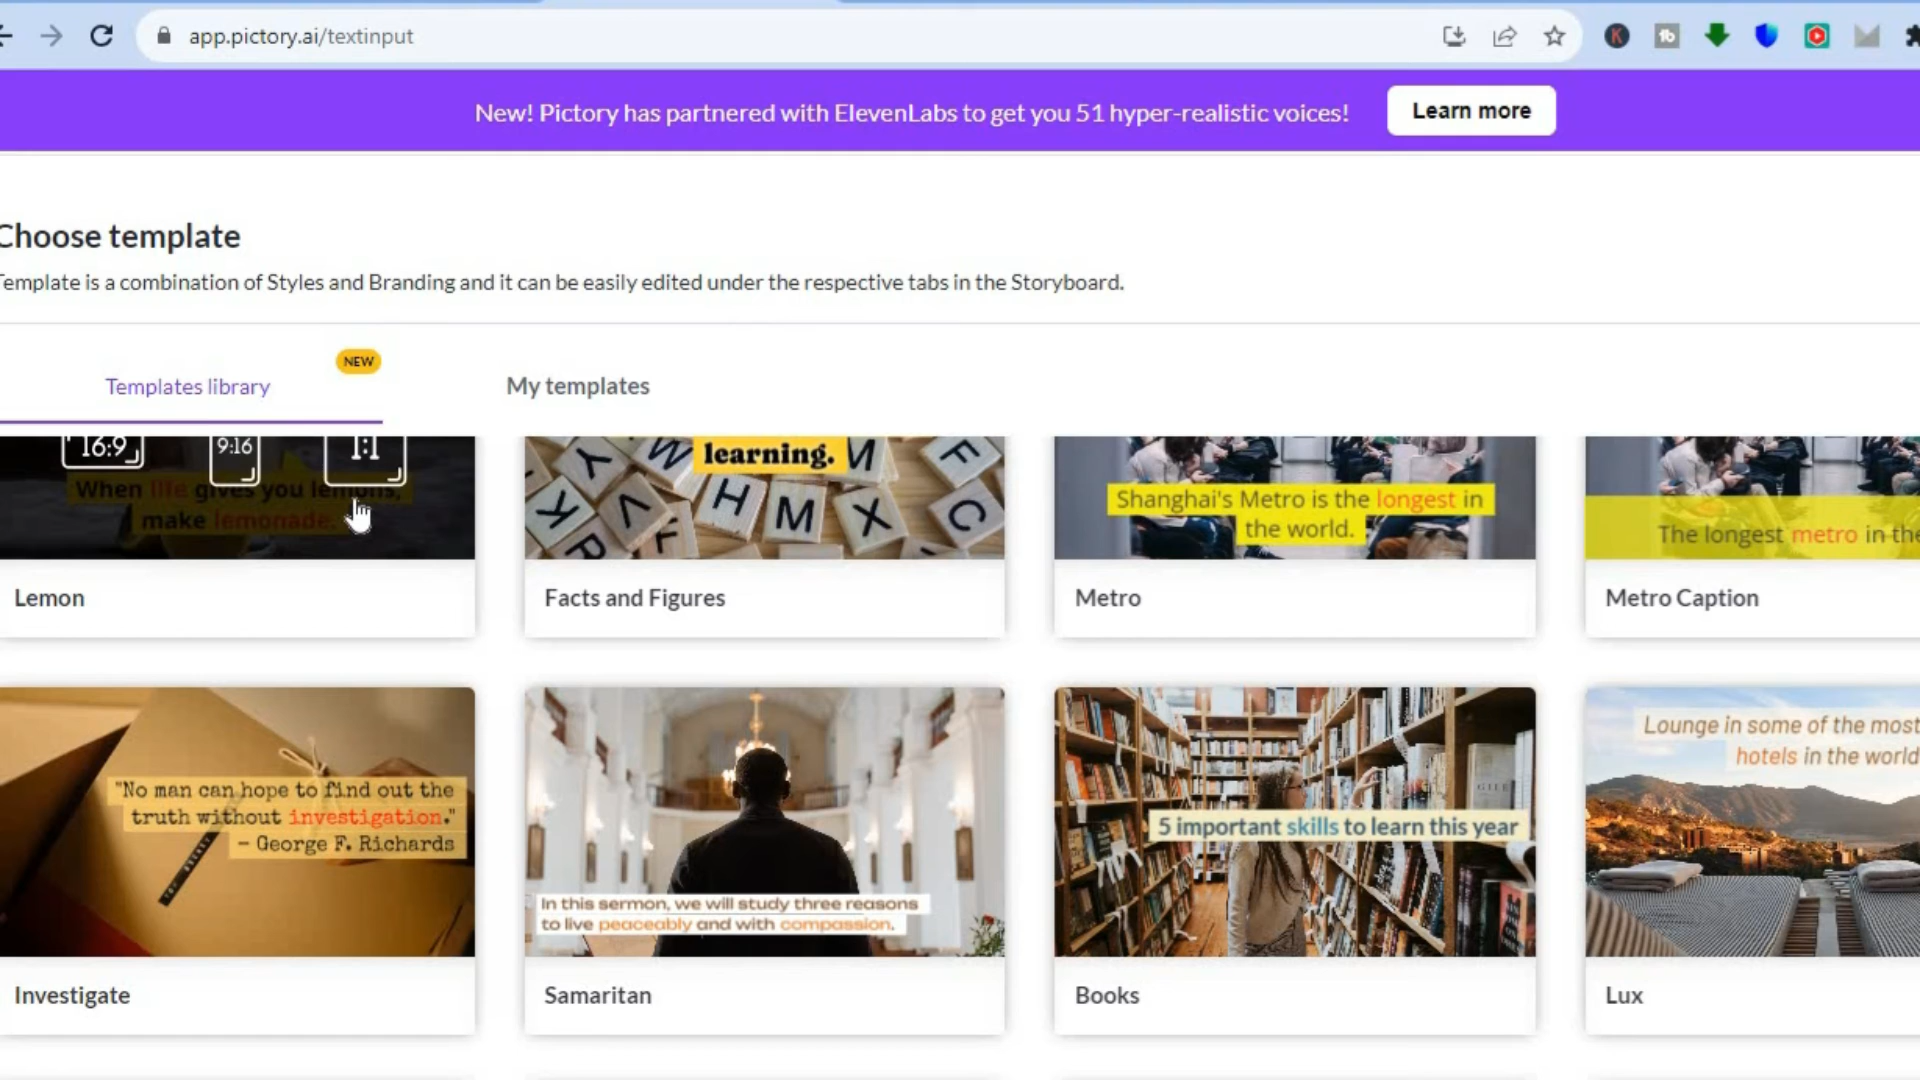 app.pictory.ai/textinput
New! Pictory has partnered with ElevenLabs to get you 51 hyper-realistic voices!
Learn more
Choose template
Template is a combination of Styles and Branding and it can be easily edited under the respective tabs in the Storyboard.
NEW
Templates library
My templates
16:9
9:16
1:1
When life gives you lemons,
make lemonade.
learning.
Shanghai's Metro is the longest in
the world.
The longest metro in the
Lemon
Facts and Figures
Metro
Metro Caption
"No man can hope to find out the
truth without investigation."
– George F. Richards
In this sermon, we will study three reasons
to live peaceably and with compassion.
5 important skills to learn this year
Lounge in some of the most
hotels in the world
Investigate
Samaritan
Books
Lux